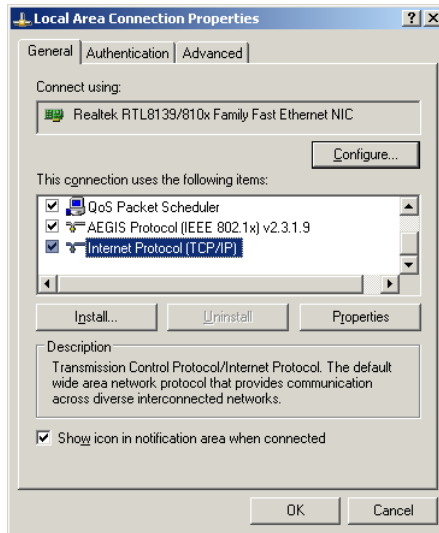 Local Area Connection Properties
General Authentication Advanced
Connect using:
Realtek RTL8139/810x Family Fast Ethernet NIC
Configure...
This connection uses the following items:
QoS Packet Scheduler
AEGIS Protocol (IEEE 802.1x) v2.3.1.9
Internet Protocol (TCP/IP)
Install... Uninstall Properties
Description
Transmission Control Protocol/Internet Protocol. The default
wide area network protocol that provides communication
across diverse interconnected networks.
Show icon in notification area when connected
OK Cancel